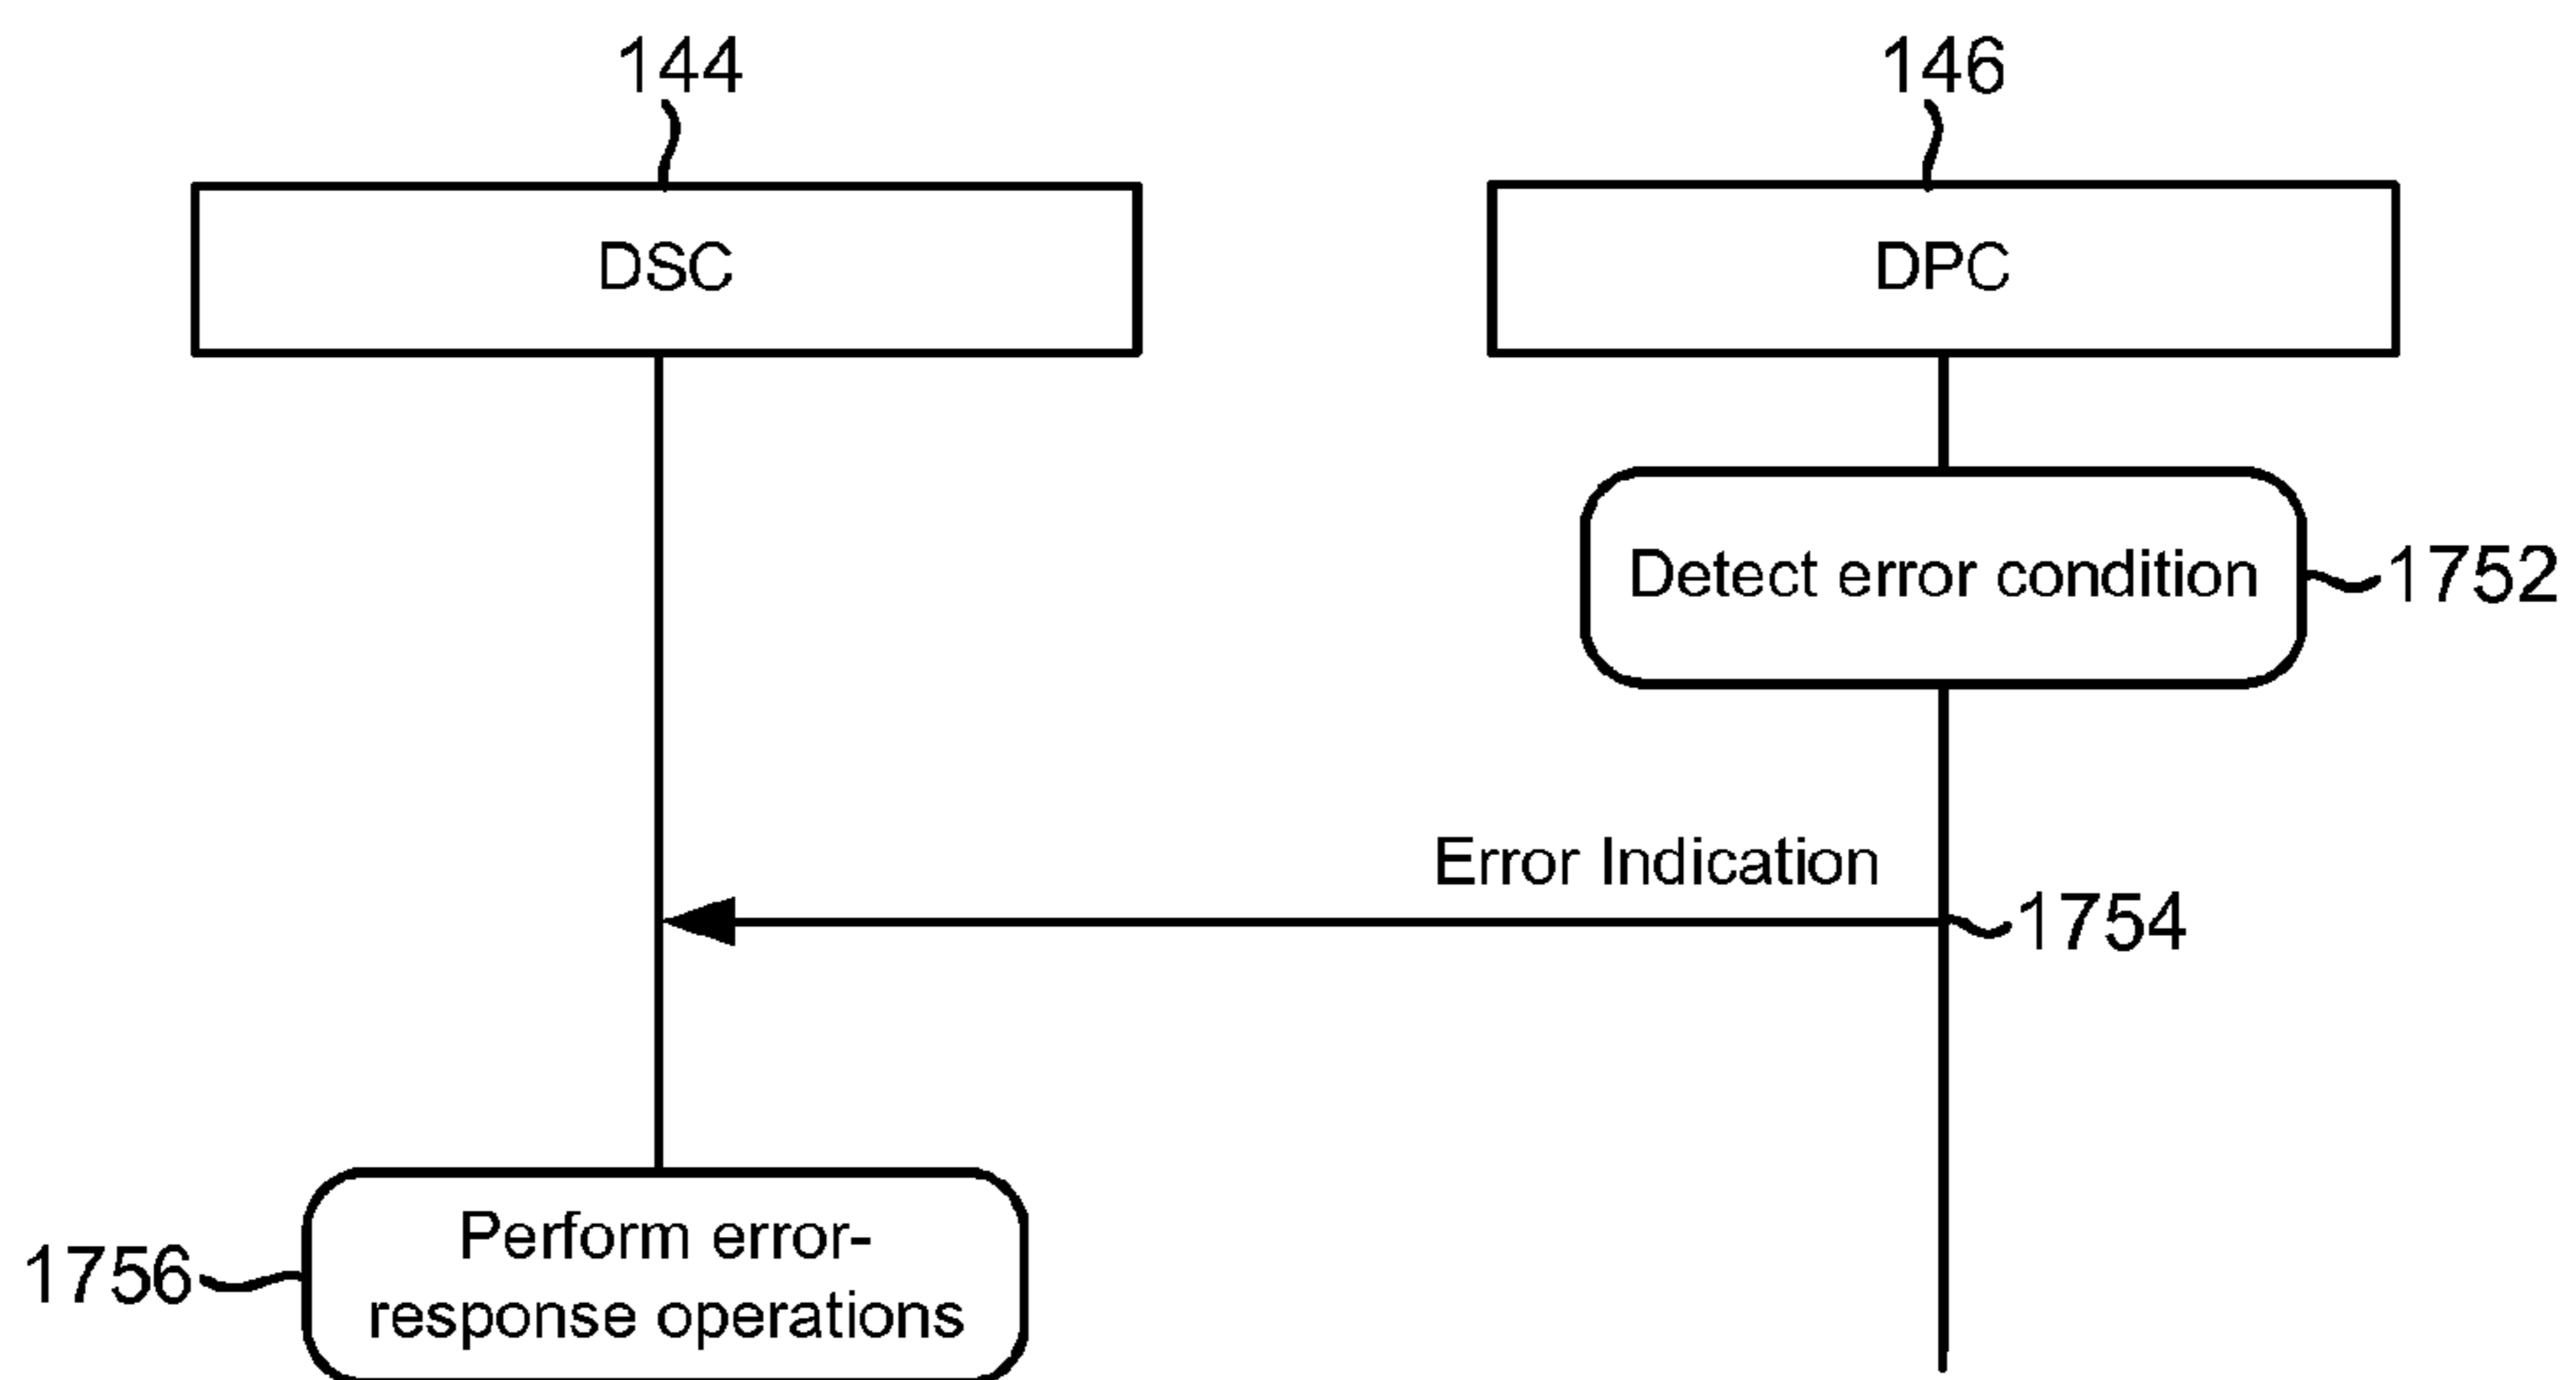 144
146
DSC
DPC
Detect error condition
1752
Error Indication
1754
Perform error-
response operations
1756